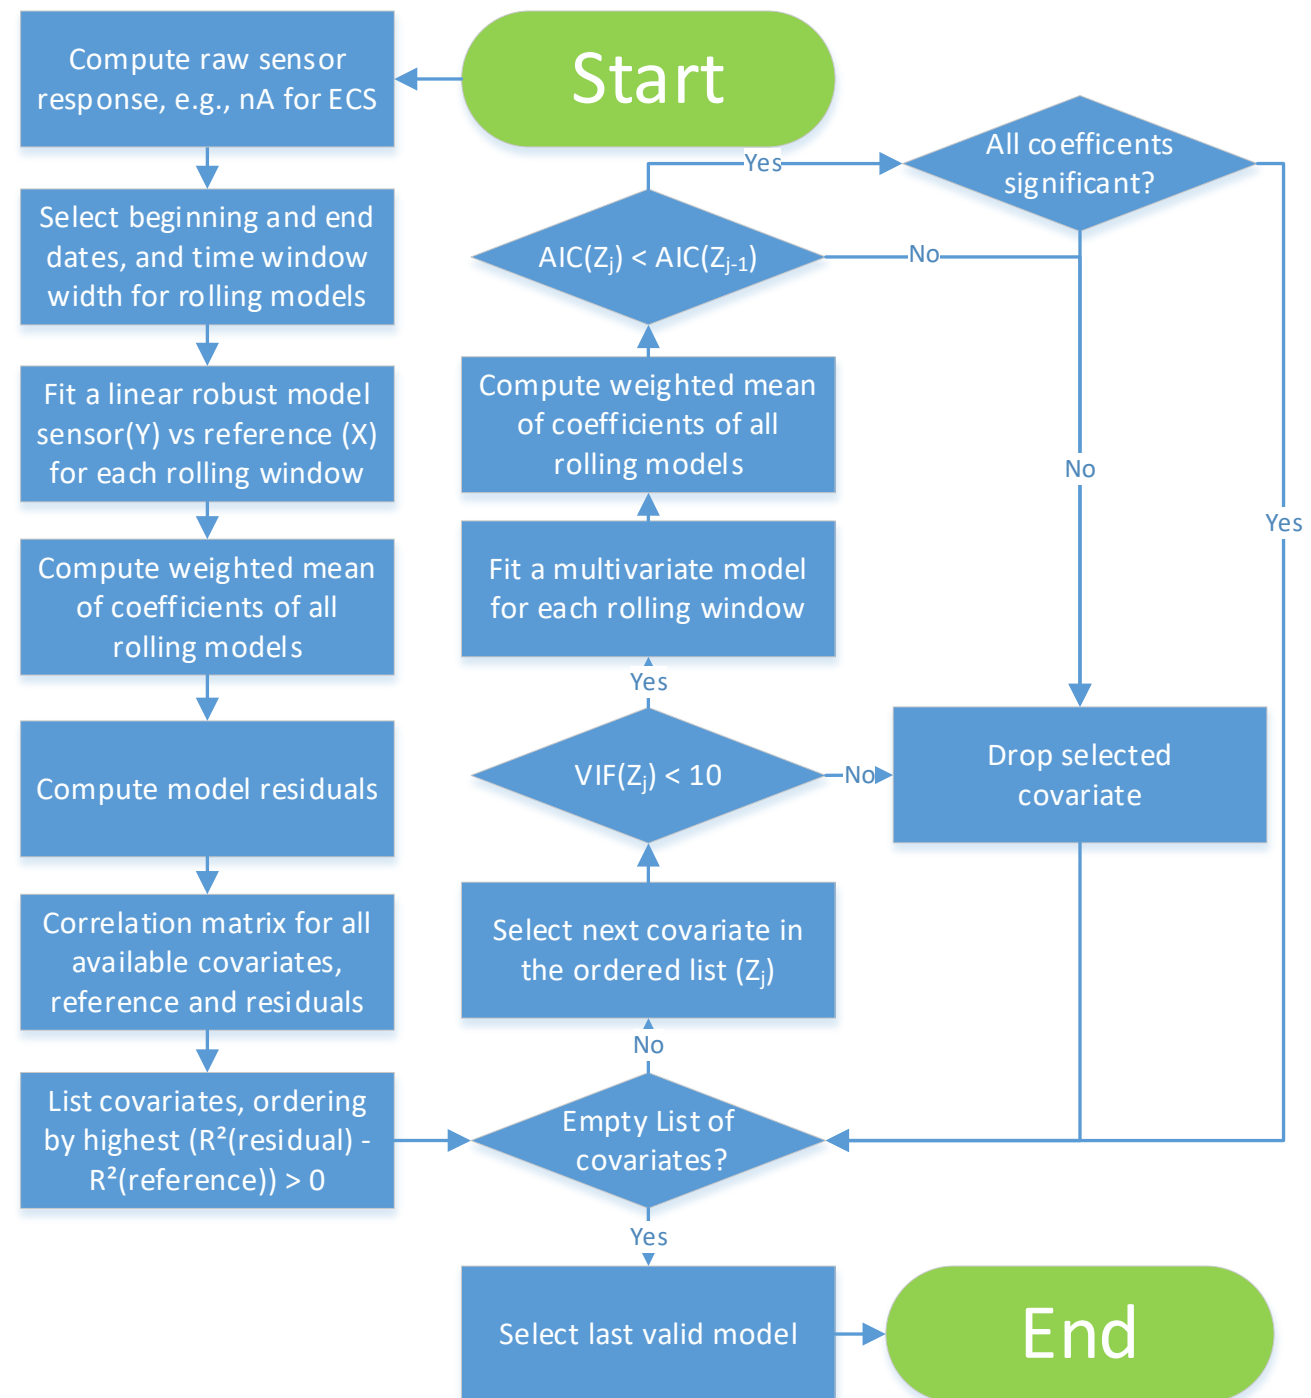 Start
Compute raw sensor
response, e.g., nA for ECS
Select beginning and end
dates, and time window
width for rolling models
Fit a linear robust model
sensor(Y) vs reference (X)
for each rolling window
Compute weighted mean
of coefficients of all
rolling models
Compute model residuals
Correlation matrix for all
available covariates,
reference and residuals
List covariates, ordering
by highest (R²(residual) -
R²(reference)) > 0
Empty List of
covariates?
No
Select next covariate in
the ordered list (Zj)
VIF(Zj) < 10
No
Yes
Fit a multivariate model
for each rolling window
Compute weighted mean
of coefficients of all
rolling models
AIC(Zj) < AIC(Zj-1)
No
Yes
All coefficents
significant?
No
Yes
Drop selected
covariate
Yes
Select last valid model
End